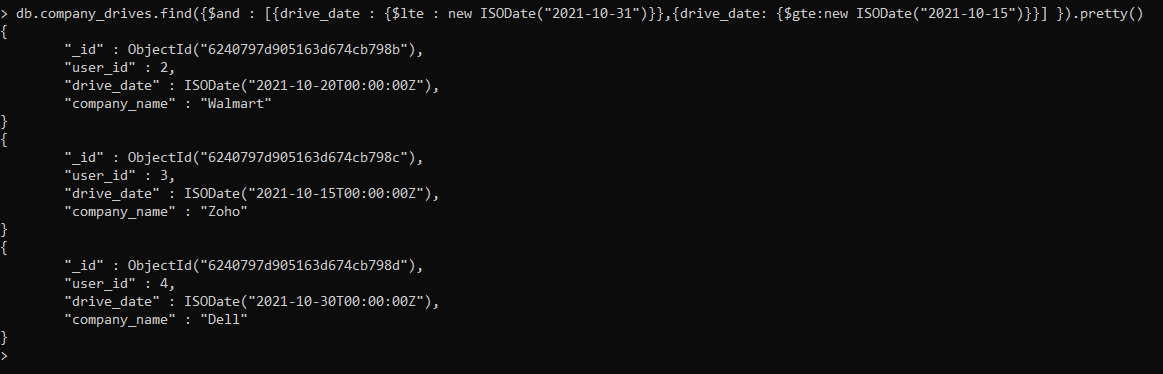 > db.company_drives.find({$and : [{drive_date : {$lte : new ISODate("2021-10-31")}},{drive_date: {$gte:new ISODate("2021-10-15")}}] }).pretty()
{
        "_id" : ObjectId("6240797d905163d674cb798b"),
        "user_id" : 2,
        "drive_date" : ISODate("2021-10-20T00:00:00Z"),
        "company_name" : "Walmart"
}
{
        "_id" : ObjectId("6240797d905163d674cb798c"),
        "user_id" : 3,
        "drive_date" : ISODate("2021-10-15T00:00:00Z"),
        "company_name" : "Zoho"
}
{
        "_id" : ObjectId("6240797d905163d674cb798d"),
        "user_id" : 4,
        "drive_date" : ISODate("2021-10-30T00:00:00Z"),
        "company_name" : "Dell"
}
>